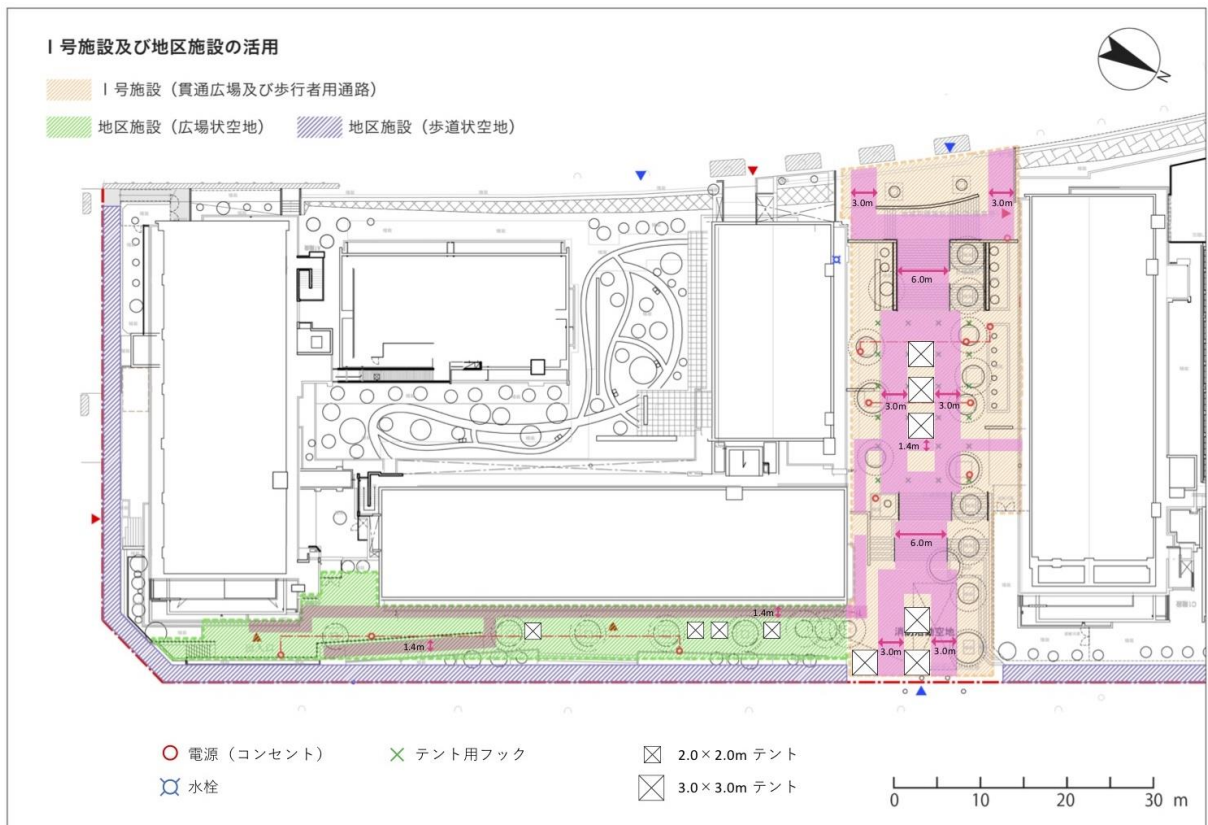 I 号施設及び地区施設の活用
N
I 号施設（貫通広場及び歩行者用通路）
地区施設（広場状空地） 地区施設（歩道状空地）
3.0m 3.0m
6.0m
3.0m 3.0m
1.4m
6.0m
1.4m
1.4m
3.0m 3.0m
電源（コンセント） テント用フック 2.0×2.0m テント
水栓 3.0×3.0m テント
0 10 20 30 m